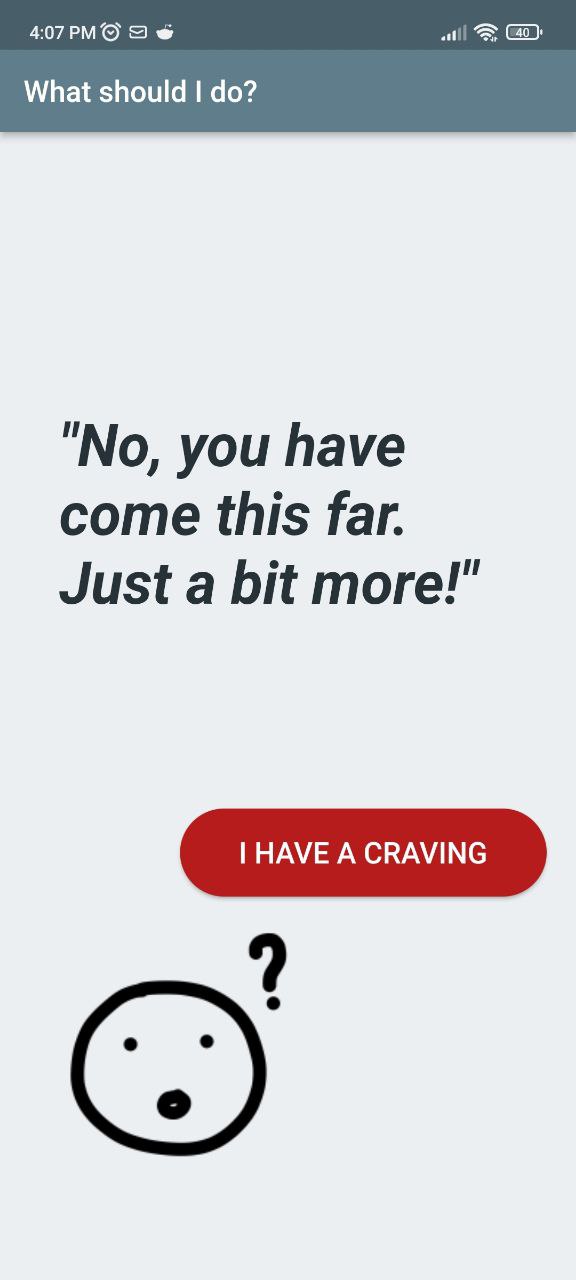 4:07 PM
40
What should I do?
"No, you have
come this far.
Just a bit more!"
I HAVE A CRAVING
?